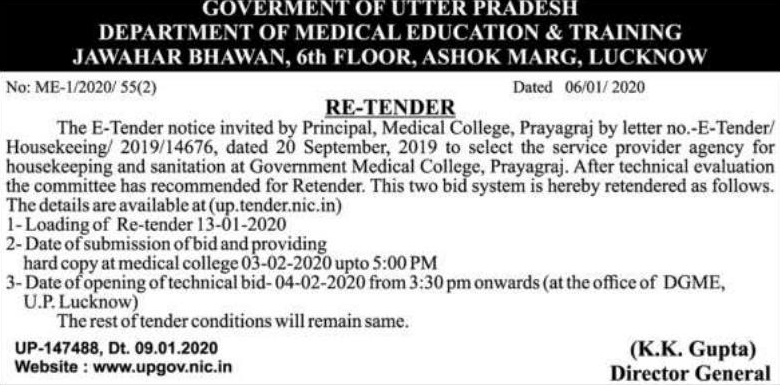 GOVERMENT OF UTTER PRADESH
DEPARTMENT OF MEDICAL EDUCATION & TRAINING
JAWAHAR BHAWAN, 6th FLOOR, ASHOK MARG, LUCKNOW
No: ME-1/2020/ 55(2) Dated 06/01/ 2020
RE-TENDER
The E-Tender notice invited by Principal, Medical College, Prayagraj by letter no.-E-Tender/
Housekeeing/ 2019/14676, dated 20 September, 2019 to select the service provider agency for
housekeeping and sanitation at Government Medical College, Prayagraj. After technical evaluation
the committee has recommended for Retender. This two bid system is hereby retendered as follows.
The details are available at (up.tender.nic.in)
1- Loading of Re-tender 13-01-2020
2- Date of submission of bid and providing
hard copy at medical college 03-02-2020 upto 5:00 PM
3- Date of opening of technical bid- 04-02-2020 from 3:30 pm onwards (at the office of DGME,
U.P. Lucknow)
The rest of tender conditions will remain same.
UP-147488, Dt. 09.01.2020
Website : www.upgov.nic.in
(K.K. Gupta)
Director General